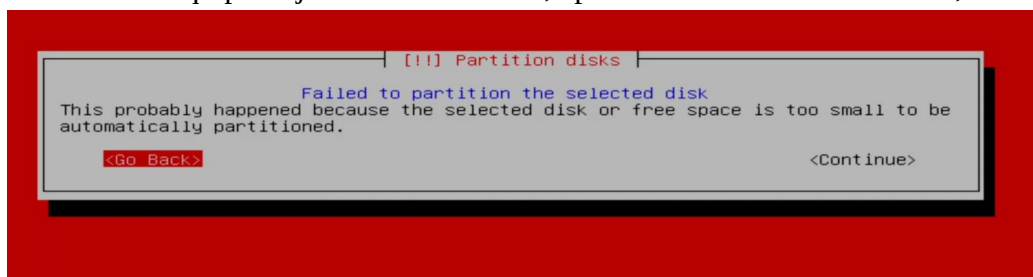 [!!] Partition disks
Failed to partition the selected disk
This probably happened because the selected disk or free space is too small to be
automatically partitioned.
<Go Back> <Continue>